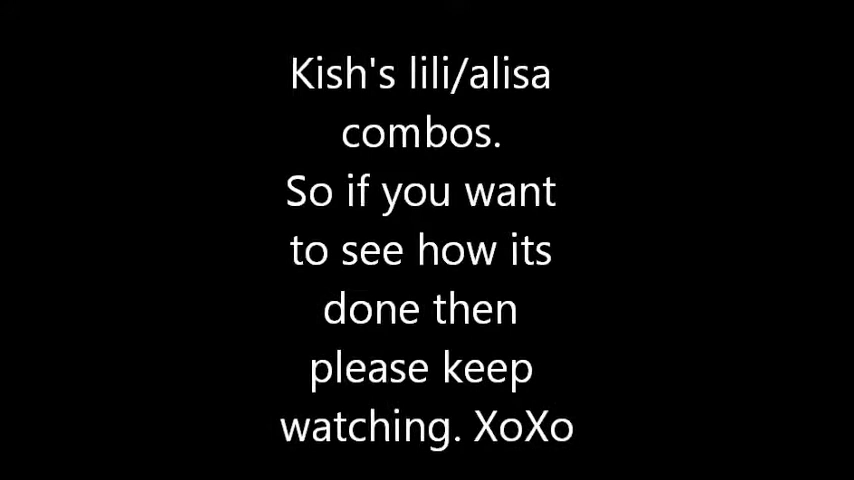 Kish's lili/alisa
combos.
So if you want
to see how its
done then
please keep
watching. XoXo